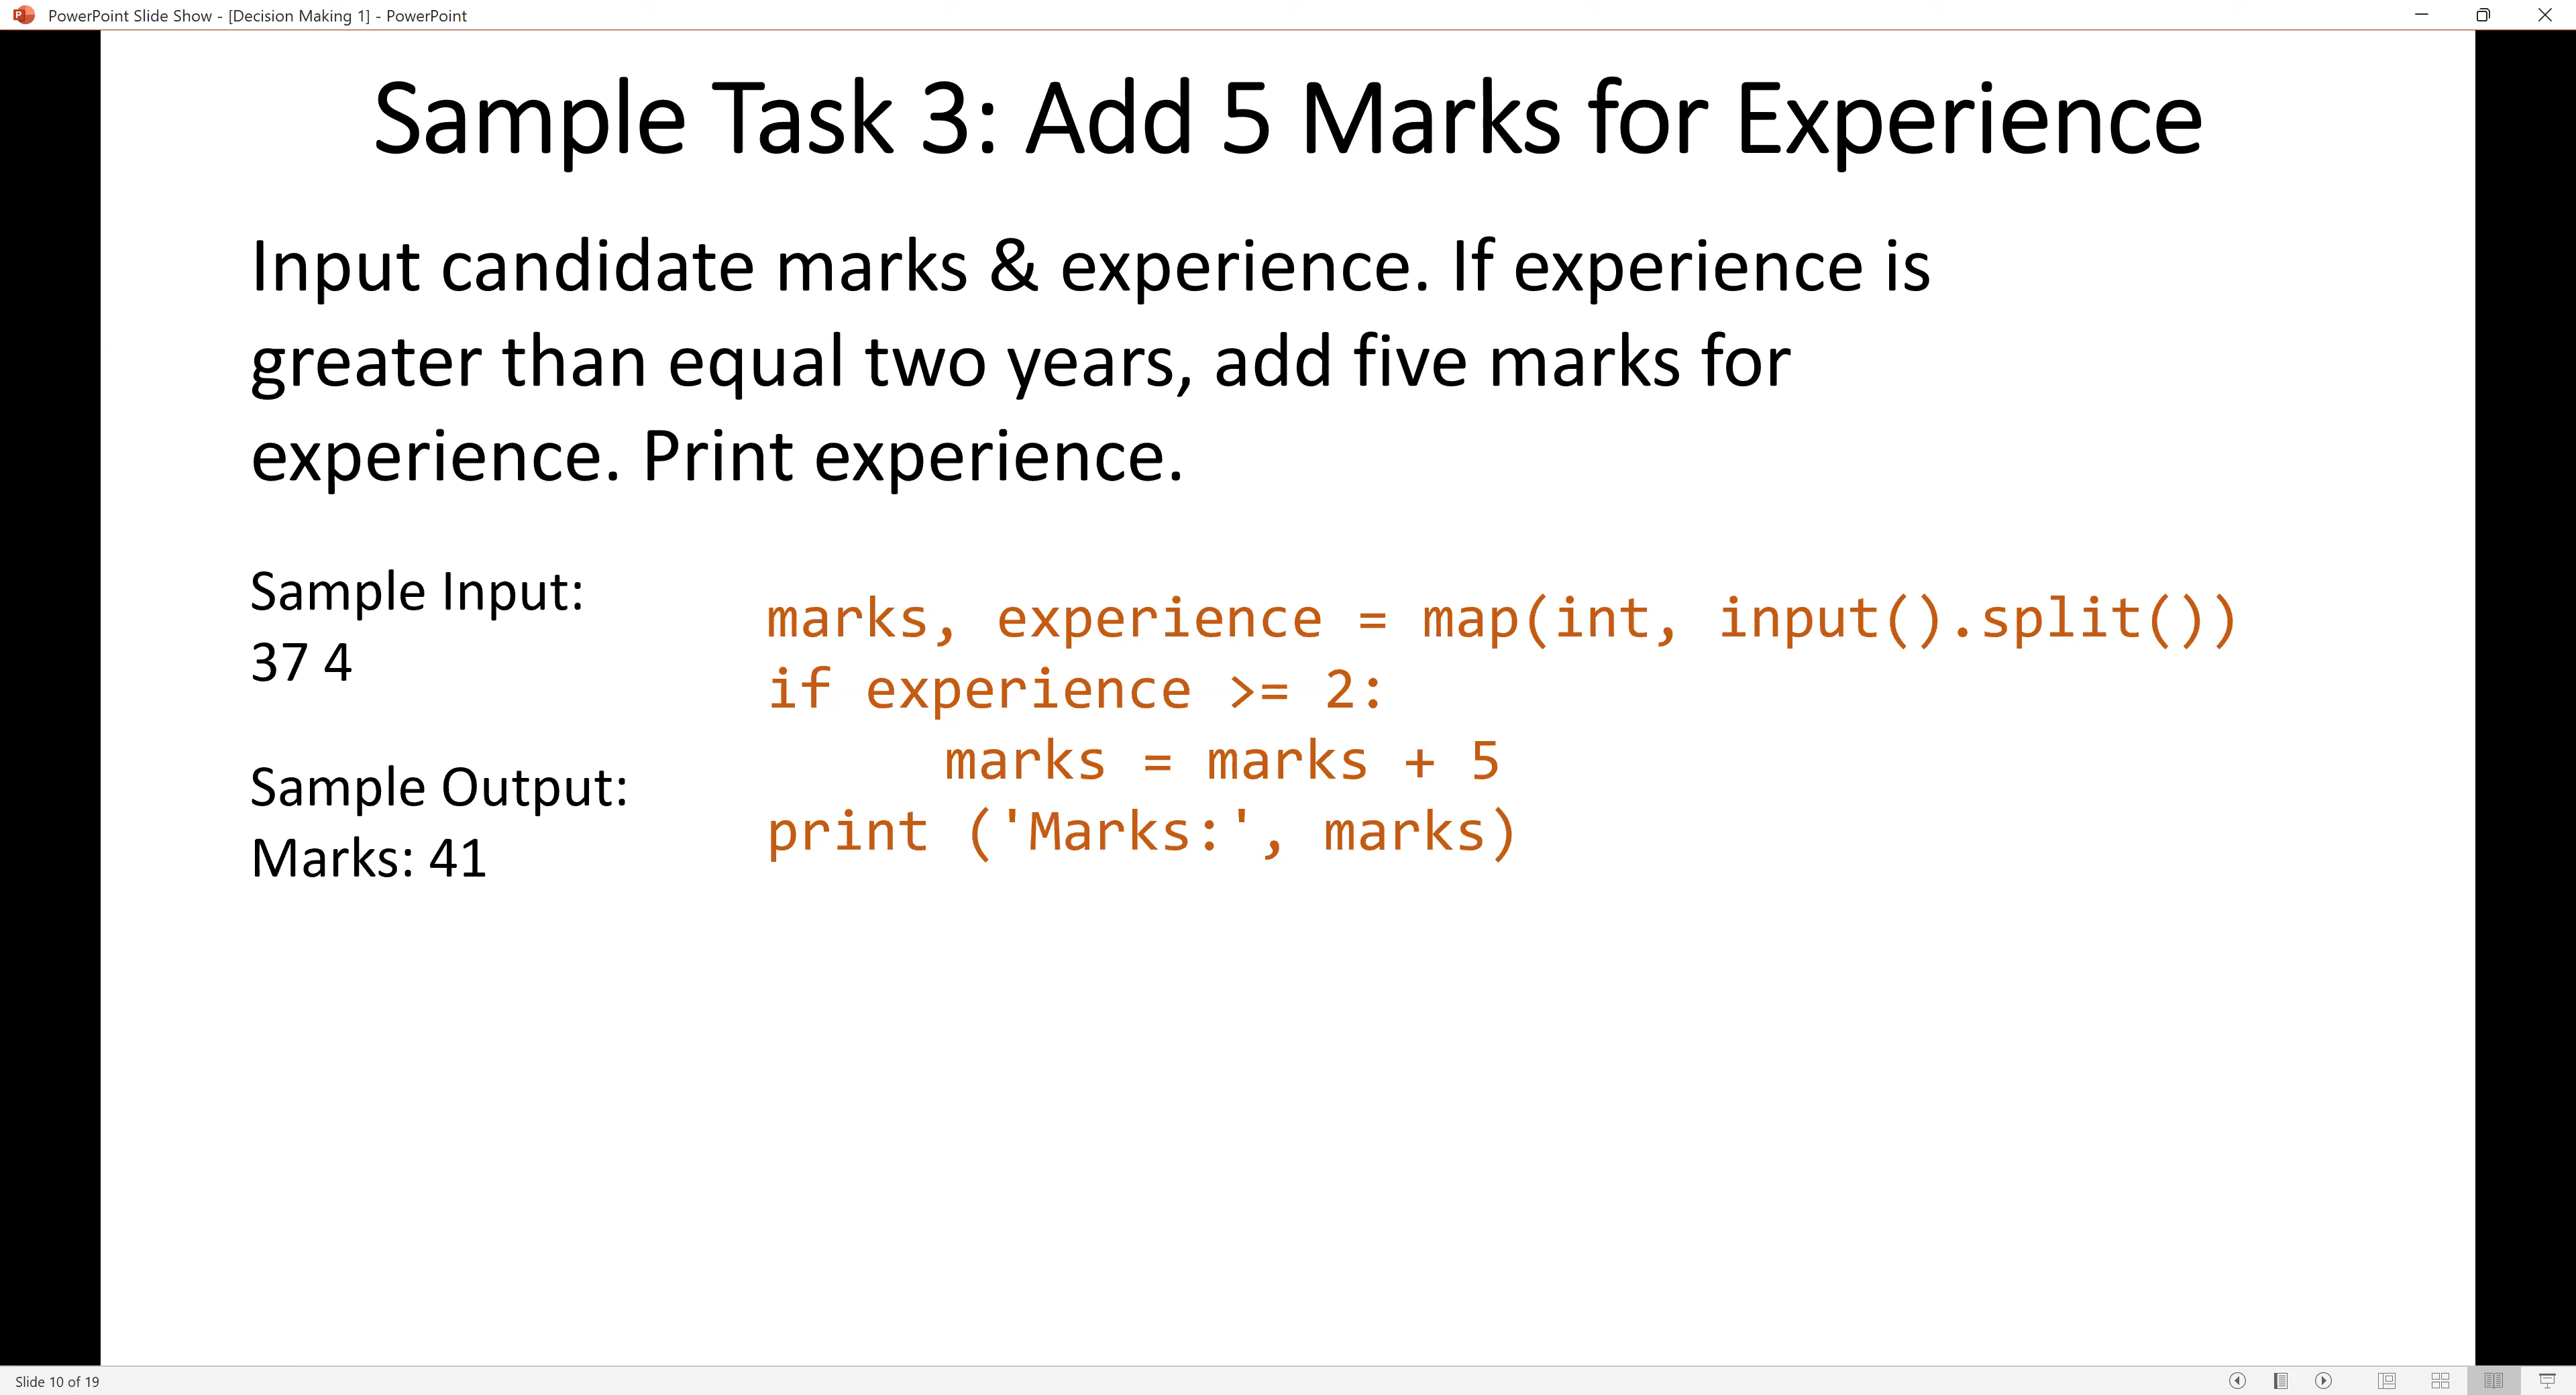 PowerPoint Slide Show - [Decision Making 1] - PowerPoint
Sample Task 3: Add 5 Marks for Experience
Input candidate marks & experience. If experience is
greater than equal two years, add five marks for
experience. Print experience.
Sample Input:
37 4
Sample Output:
Marks: 41
marks, experience = map(int, input().split())
if experience >= 2:
    marks = marks + 5
print ('Marks:', marks)
Slide 10 of 19